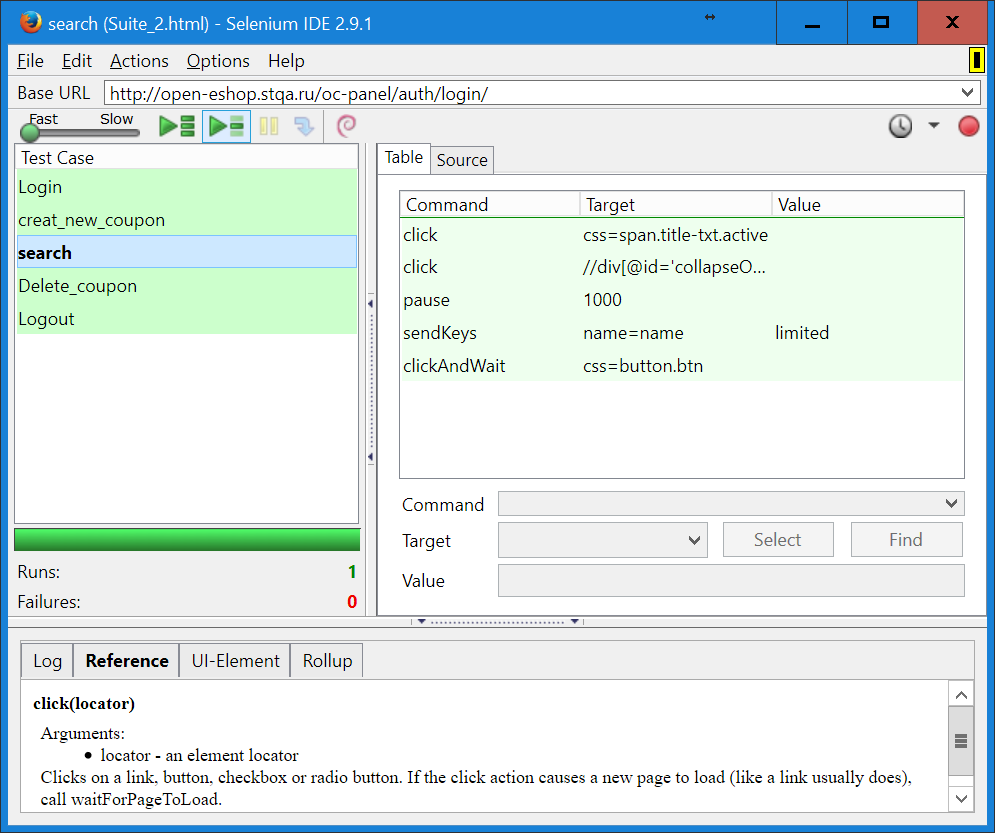 search (Suite_2.html) - Selenium IDE 2.9.1
File Edit Actions Options Help
Base URL http://open-eshop.stqa.ru/oc-panel/auth/login/
Fast Slow
Test Case
Login
creat_new_coupon
search
Delete_coupon
Logout
Runs: 1
Failures: 0
Table Source
Command Target Value
click css=span.title-txt.active
click //div[@id='collapseO...
pause 1000
sendKeys name=name limited
clickAndWait css=button.btn
Command
Target Select Find
Value
Log Reference UI-Element Rollup
click(locator)
Arguments:
• locator - an element locator
Clicks on a link, button, checkbox or radio button. If the click action causes a new page to load (like a link usually does),
call waitForPageToLoad.